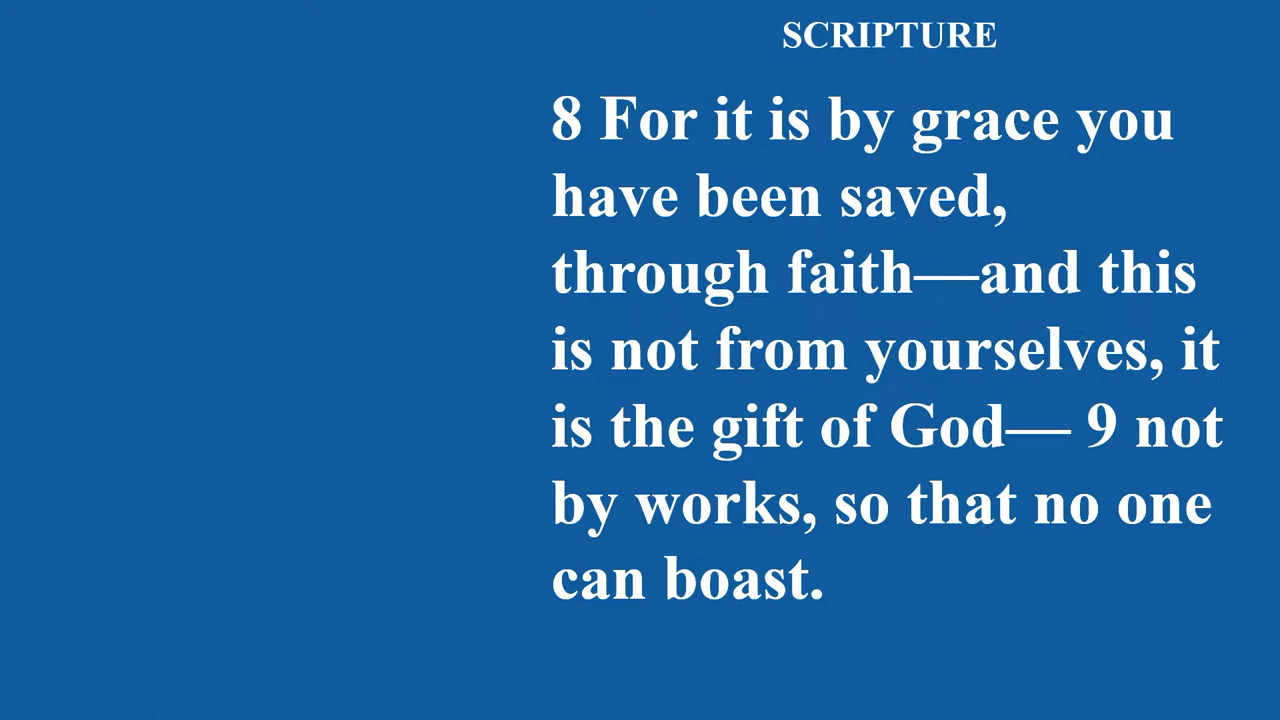 SCRIPTURE
8 For it is by grace you
have been saved,
through faith—and this
is not from yourselves, it
is the gift of God— 9 not
by works, so that no one
can boast.